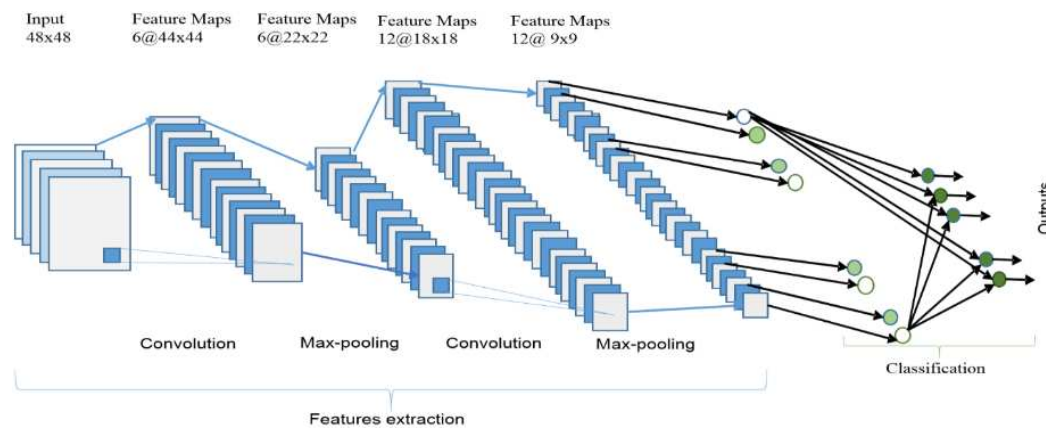 Input
48x48
Feature Maps
6@44x44
Feature Maps
6@22x22
Feature Maps
12@18x18
Feature Maps
12@ 9x9
Outputs
Convolution
Max-pooling
Convolution
Max-pooling
Classification
Features extraction